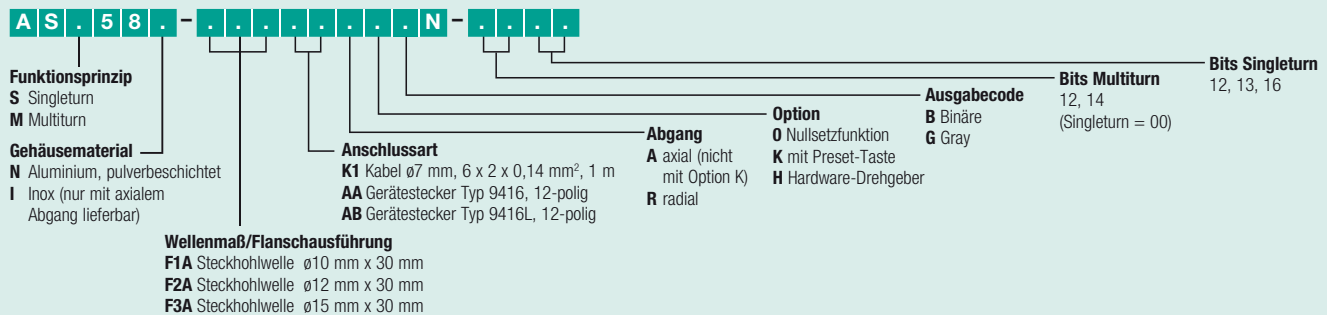 AS.58.-.......​.N-....
Funktionsprinzip
S Singleturn
M Multiturn
Gehäusematerial
N Aluminium, pulverbeschichtet
I Inox (nur mit axialem
Abgang lieferbar)
Wellenmaß/Flanschausführung
F1A Steckhohlwelle ø10 mm x 30 mm
F2A Steckhohlwelle ø12 mm x 30 mm
F3A Steckhohlwelle ø15 mm x 30 mm
Anschlussart
K1 Kabel ø7 mm, 6 x 2 x 0,14 mm², 1 m
AA Gerätestecker Typ 9416, 12-polig
AB Gerätestecker Typ 9416L, 12-polig
Abgang
A axial (nicht
mit Option K)
R radial
Option
0 Nullsetzfunktion
K mit Preset-Taste
H Hardware-Drehgeber
Ausgabecode
B Binäre
G Gray
Bits Multiturn
12, 14
(Singleturn = 00)
Bits Singleturn
12, 13, 16